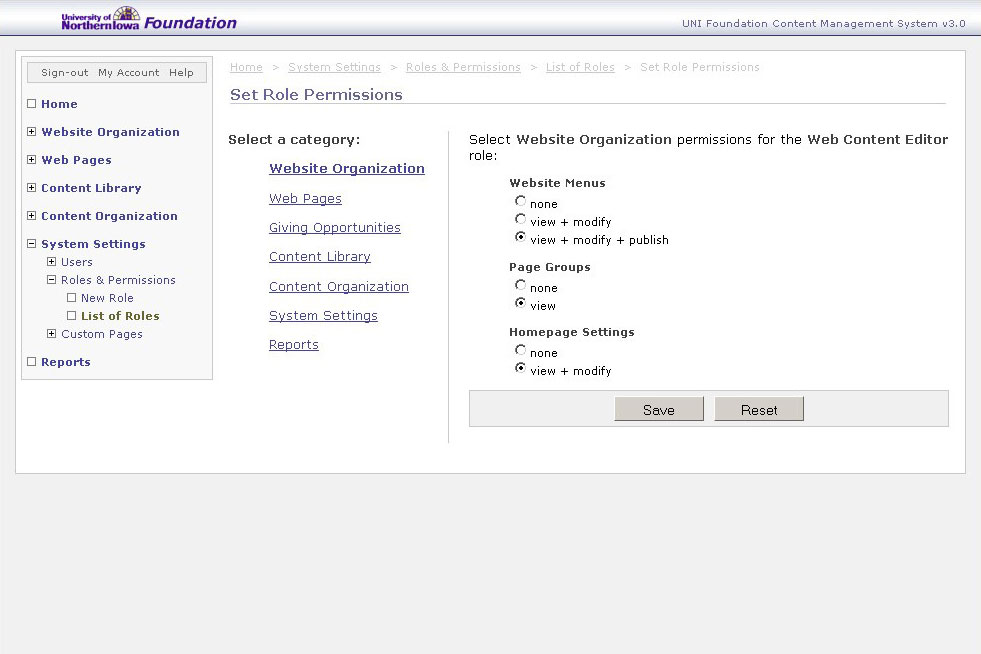 University of
NorthernIowa Foundation
UNI Foundation Content Management System v3.0
Sign-out My Account Help
Home
Website Organization
Web Pages
Content Library
Content Organization
System Settings
Users
Roles & Permissions
New Role
List of Roles
Custom Pages
Reports
Home > System Settings > Roles & Permissions > List of Roles > Set Role Permissions
Set Role Permissions
Select a category:
Website Organization
Web Pages
Giving Opportunities
Content Library
Content Organization
System Settings
Reports
Select Website Organization permissions for the Web Content Editor
role:
Website Menus
none
view + modify
view + modify + publish
Page Groups
none
view
Homepage Settings
none
view + modify
Save Reset